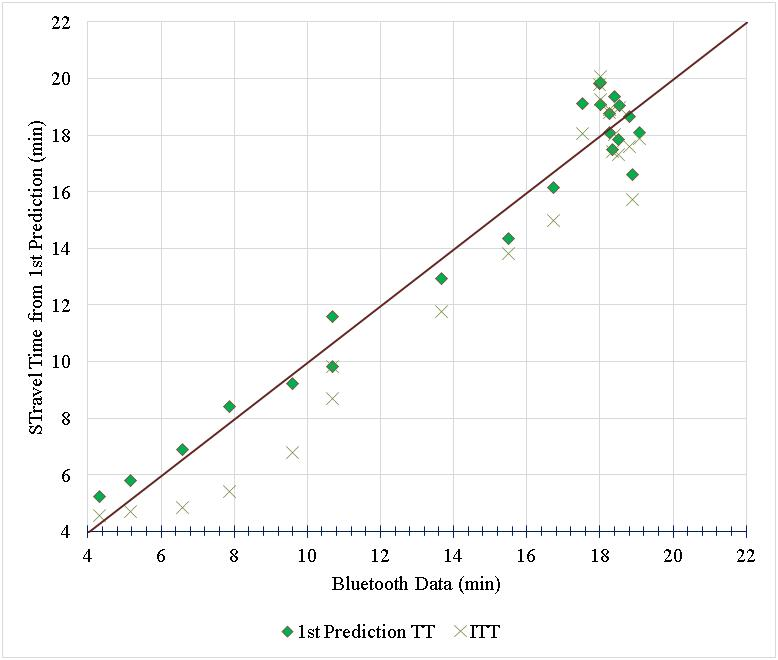 22
20
18
16
14
12
10
8
6
4
STravel Time from 1st Prediction (min)
4 6 8 10 12 14 16 18 20 22
Bluetooth Data (min)
1st Prediction TT ITT